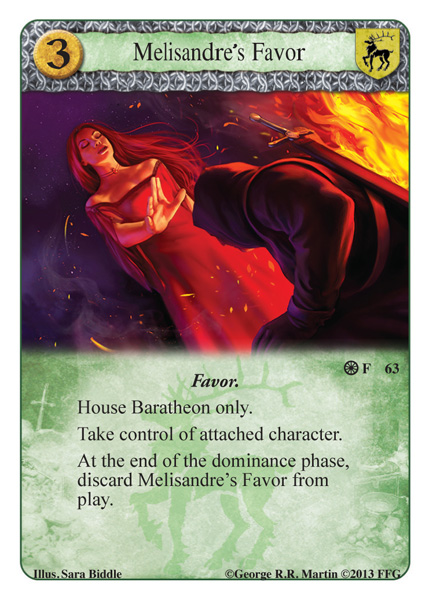 3
Melisandre's Favor
F 63
Favor.
House Baratheon only.
Take control of attached character.
At the end of the dominance phase,
discard Melisandre's Favor from
play.
Illus. Sara Biddle
©George R.R. Martin ©2013 FFG